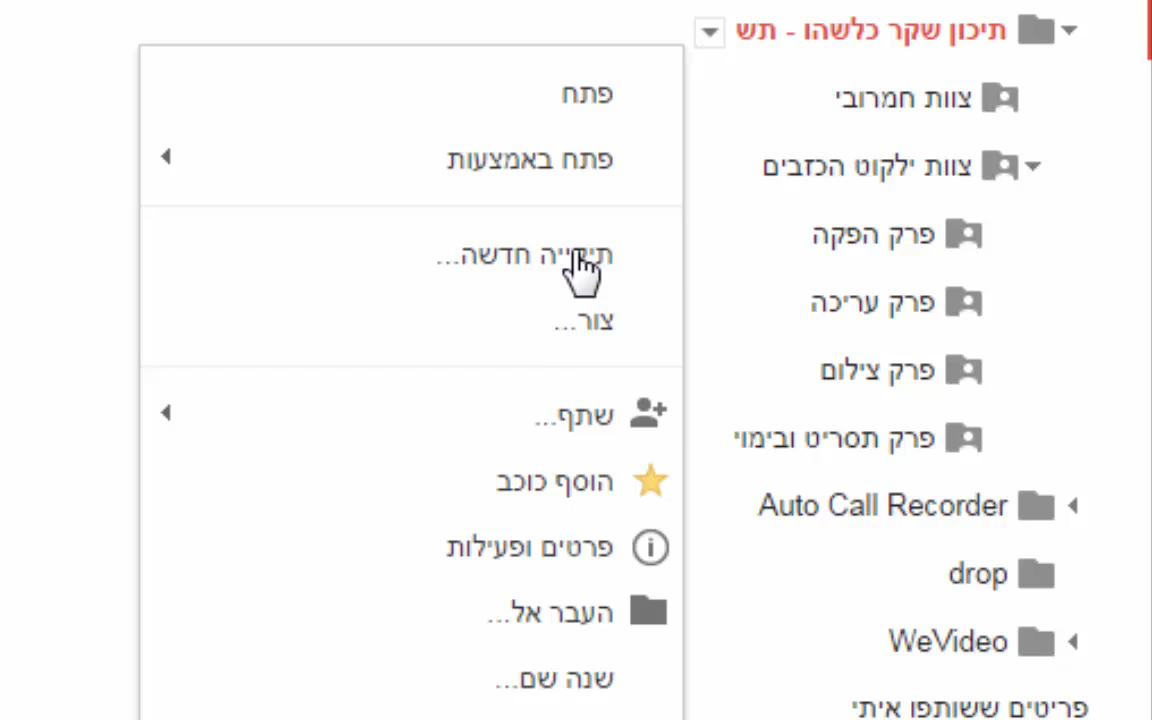 תיכון שקר כלשהו - תש
צוות חמרובי
צוות ילקוט הכזבים
פרק הפקה
פרק עריכה
פרק צילום
פרק תסריט ובימוי
Auto Call Recorder
drop
WeVideo
פריטים ששותפו איתי
פתח
פתח באמצעות
תיקייה חדשה...
צור...
שתף...
הוסף כוכב
פרטים ופעילות
העבר אל...
שנה שם...